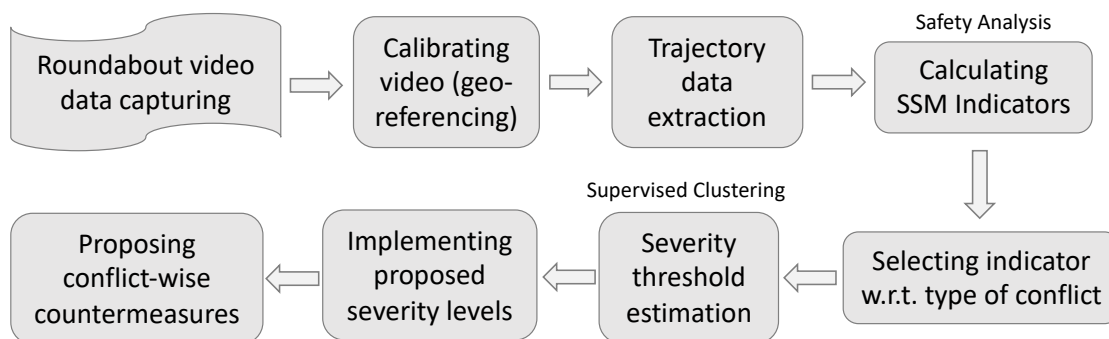 Roundabout video
data capturing
Calibrating
video (geo-
referencing)
Trajectory
data
extraction
Safety Analysis
Calculating
SSM Indicators
Selecting indicator
w.r.t. type of conflict
Supervised Clustering
Severity
threshold
estimation
Implementing
proposed
severity levels
Proposing
conflict-wise
countermeasures